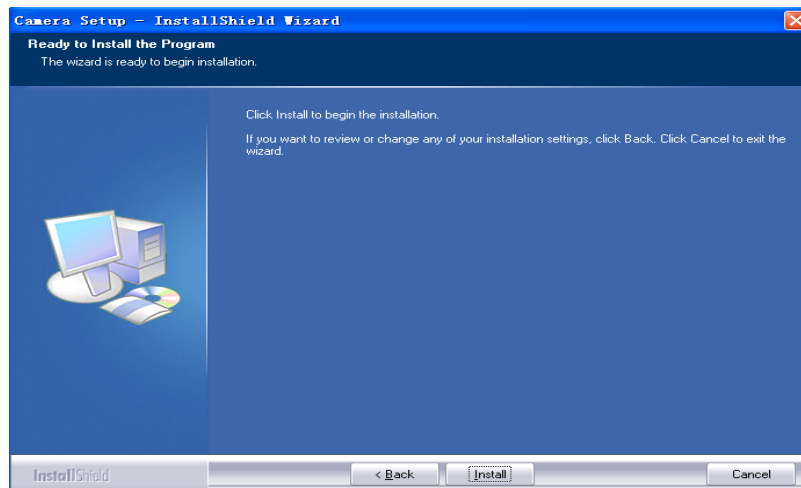 Camera Setup - InstallShield Wizard
Ready to Install the Program
The wizard is ready to begin installation.
Click Install to begin the installation.
If you want to review or change any of your installation settings, click Back. Click Cancel to exit the
wizard.
InstallShield
< Back
Install
Cancel